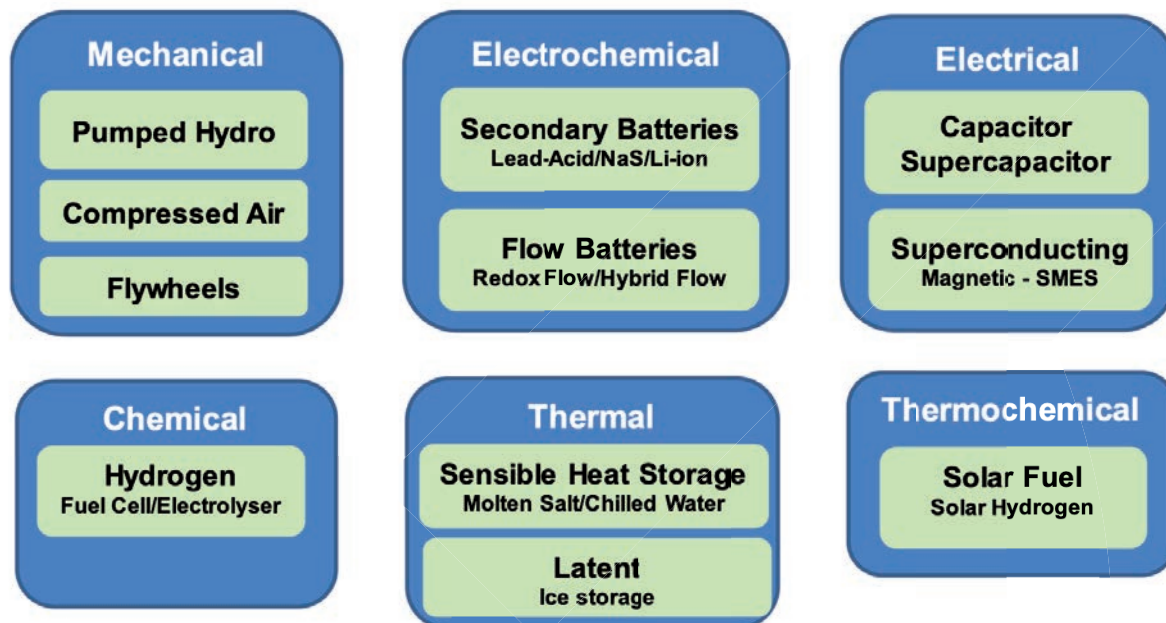 Mechanical
Pumped Hydro
Compressed Air
Flywheels
Electrochemical
Secondary Batteries
Lead-Acid/NaS/Li-ion
Flow Batteries
Redox Flow/Hybrid Flow
Electrical
Capacitor
Supercapacitor
Superconducting
Magnetic - SMES
Chemical
Hydrogen
Fuel Cell/Electrolyser
Thermal
Sensible Heat Storage
Molten Salt/Chilled Water
Latent
Ice storage
Thermochemical
Solar Fuel
Solar Hydrogen